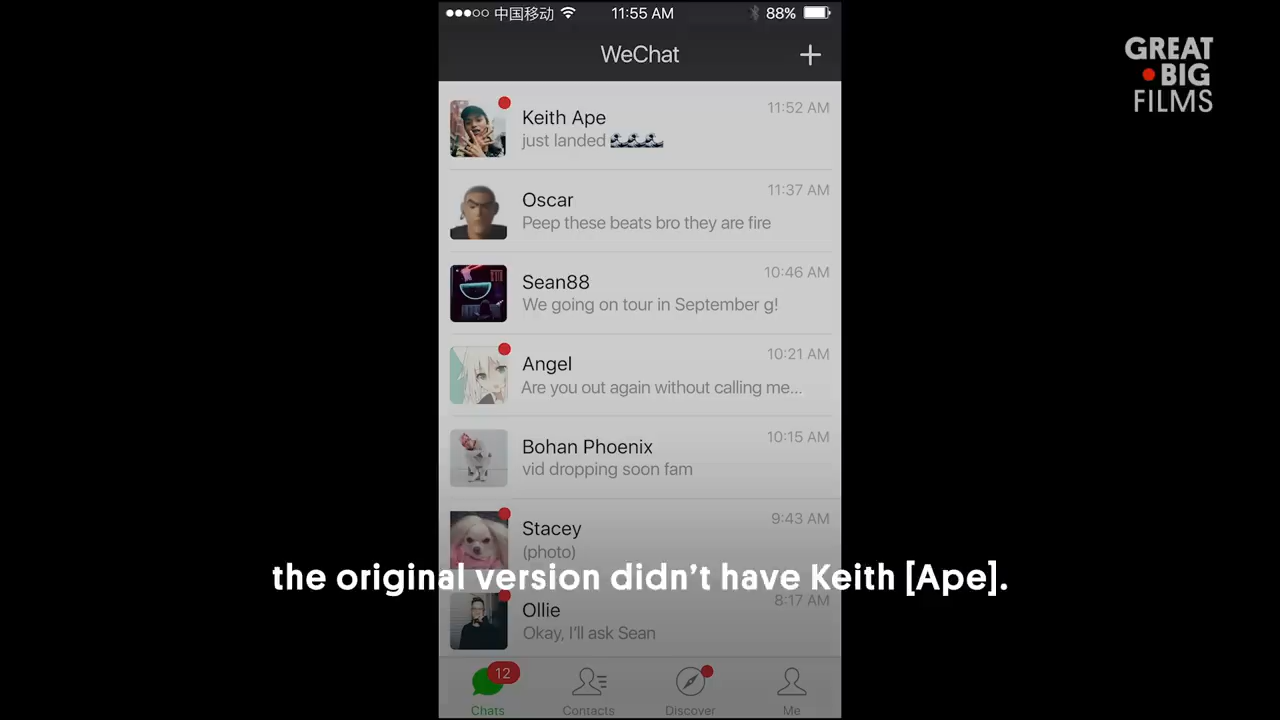 中国移动
11:55 AM
88%
WeChat
GREAT
BIG
FILMS
Keith Ape
11:52 AM
just landed 🌊🌊🌊
Oscar
11:37 AM
Peep these beats bro they are fire
Sean88
10:46 AM
We going on tour in September g!
Angel
10:21 AM
Are you out again without calling me...
Bohan Phoenix
10:15 AM
vid dropping soon fam
Stacey
9:43 AM
(photo)
the original version didn't have Keith [Ape].
Ollie
8:17 AM
Okay, I'll ask Sean
12
Chats
Contacts
Discover
Me